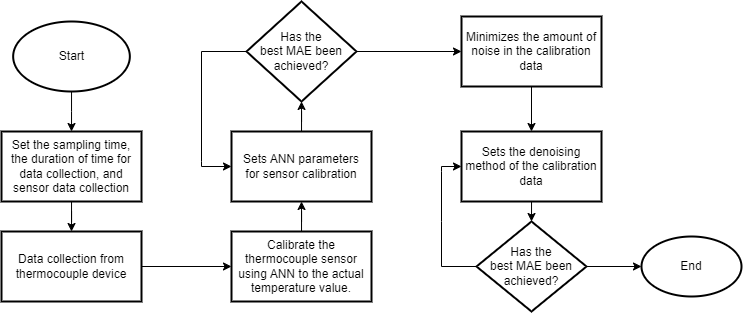 Start
Set the sampling time,
the duration of time for
data collection, and
sensor data collection
Data collection from
thermocouple device
Calibrate the
thermocouple sensor
using ANN to the actual
temperature value.
Sets ANN parameters
for sensor calibration
Has the
best MAE been
achieved?
Minimizes the amount of
noise in the calibration
data
Sets the denoising
method of the calibration
data
Has the
best MAE been
achieved?
End